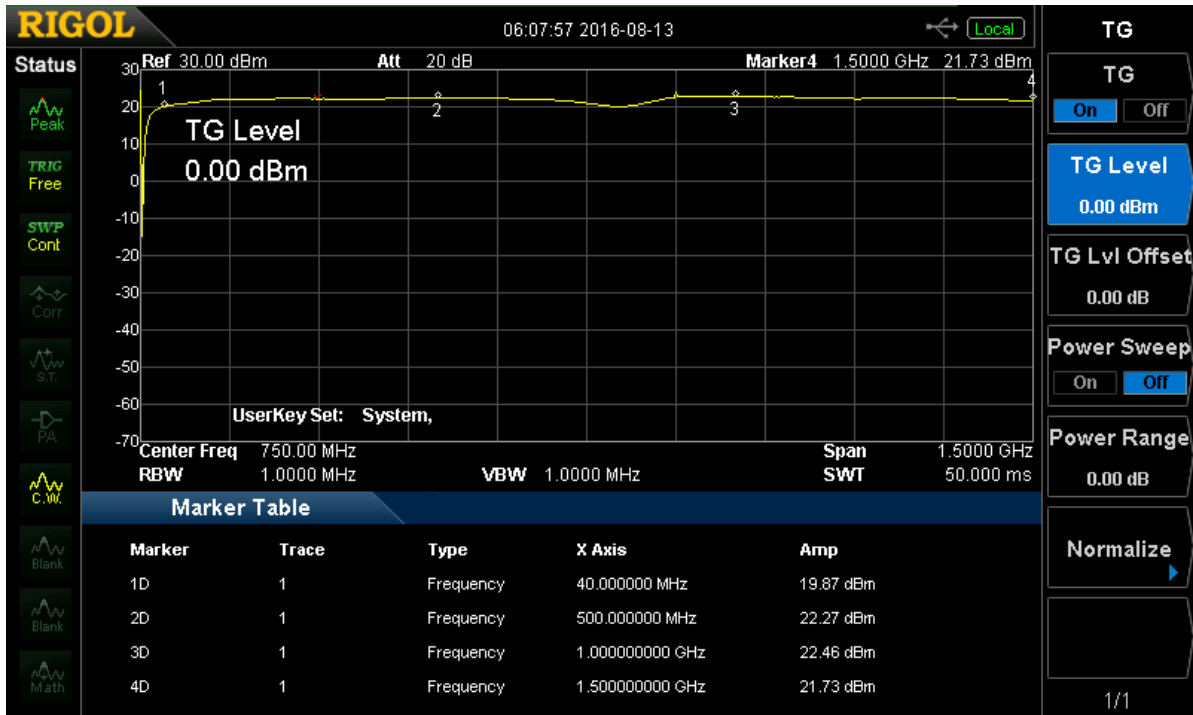 RIGOL
06:07:57 2016-08-13
Local
Status
Peak
TRIG
Free
SWP
Cont
Corr
S.T.
PA
C.W.
Blank
Blank
Math
Ref 30.00 dBm Att 20 dB Marker4 1.5000 GHz 21.73 dBm
30
20
10
0
-10
-20
-30
-40
-50
-60
-70
1
2
3
4
TG Level
0.00 dBm
UserKey Set: System,
Center Freq 750.00 MHz Span 1.5000 GHz
RBW 1.0000 MHz VBW 1.0000 MHz SWT 50.000 ms
Marker Table
Marker Trace Type X Axis Amp
1D 1 Frequency 40.000000 MHz 19.87 dBm
2D 1 Frequency 500.000000 MHz 22.27 dBm
3D 1 Frequency 1.000000000 GHz 22.46 dBm
4D 1 Frequency 1.500000000 GHz 21.73 dBm
TG
TG
On Off
TG Level
0.00 dBm
TG Lvl Offset
0.00 dB
Power Sweep
On Off
Power Range
0.00 dB
Normalize
1/1